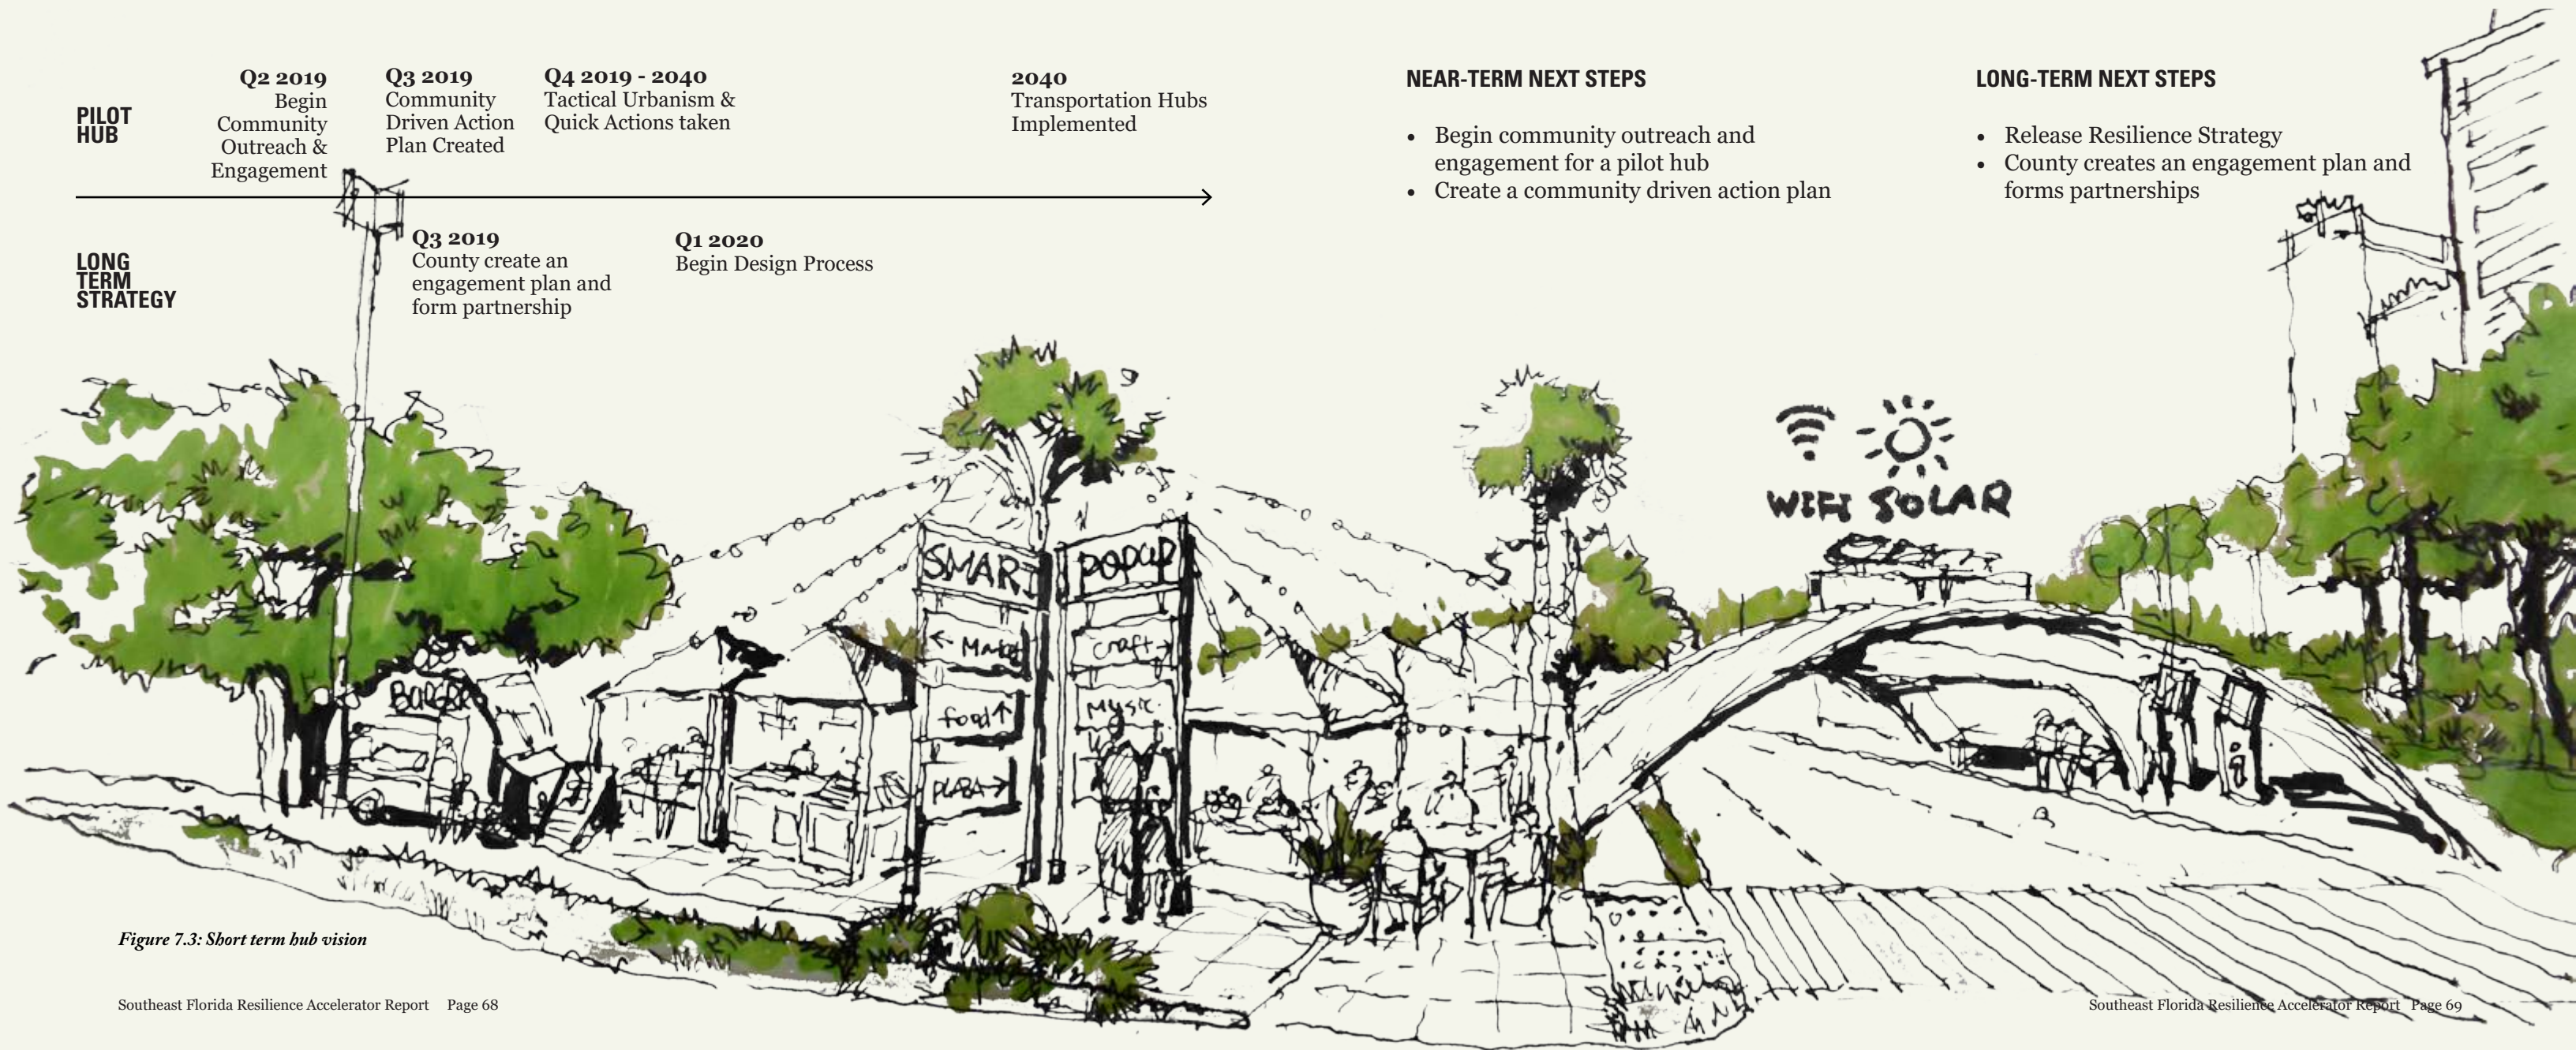 PILOT
HUB
Q2 2019
Begin
Community
Outreach &
Engagement
Q3 2019
Community
Driven Action
Plan Created
Q4 2019 - 2040
Tactical Urbanism &
Quick Actions taken
2040
Transportation Hubs
Implemented
LONG
TERM
STRATEGY
Q3 2019
County create an
engagement plan and
form partnership
Q1 2020
Begin Design Process
NEAR-TERM NEXT STEPS
• Begin community outreach and
engagement for a pilot hub
• Create a community driven action plan
LONG-TERM NEXT STEPS
• Release Resilience Strategy
• County creates an engagement plan and
forms partnerships
WIFI SOLAR
SMART
POPUP
craft →
food ↑
Music
i
Figure 7.3: Short term hub vision
Southeast Florida Resilience Accelerator Report Page 68
Southeast Florida Resilience Accelerator Report Page 69